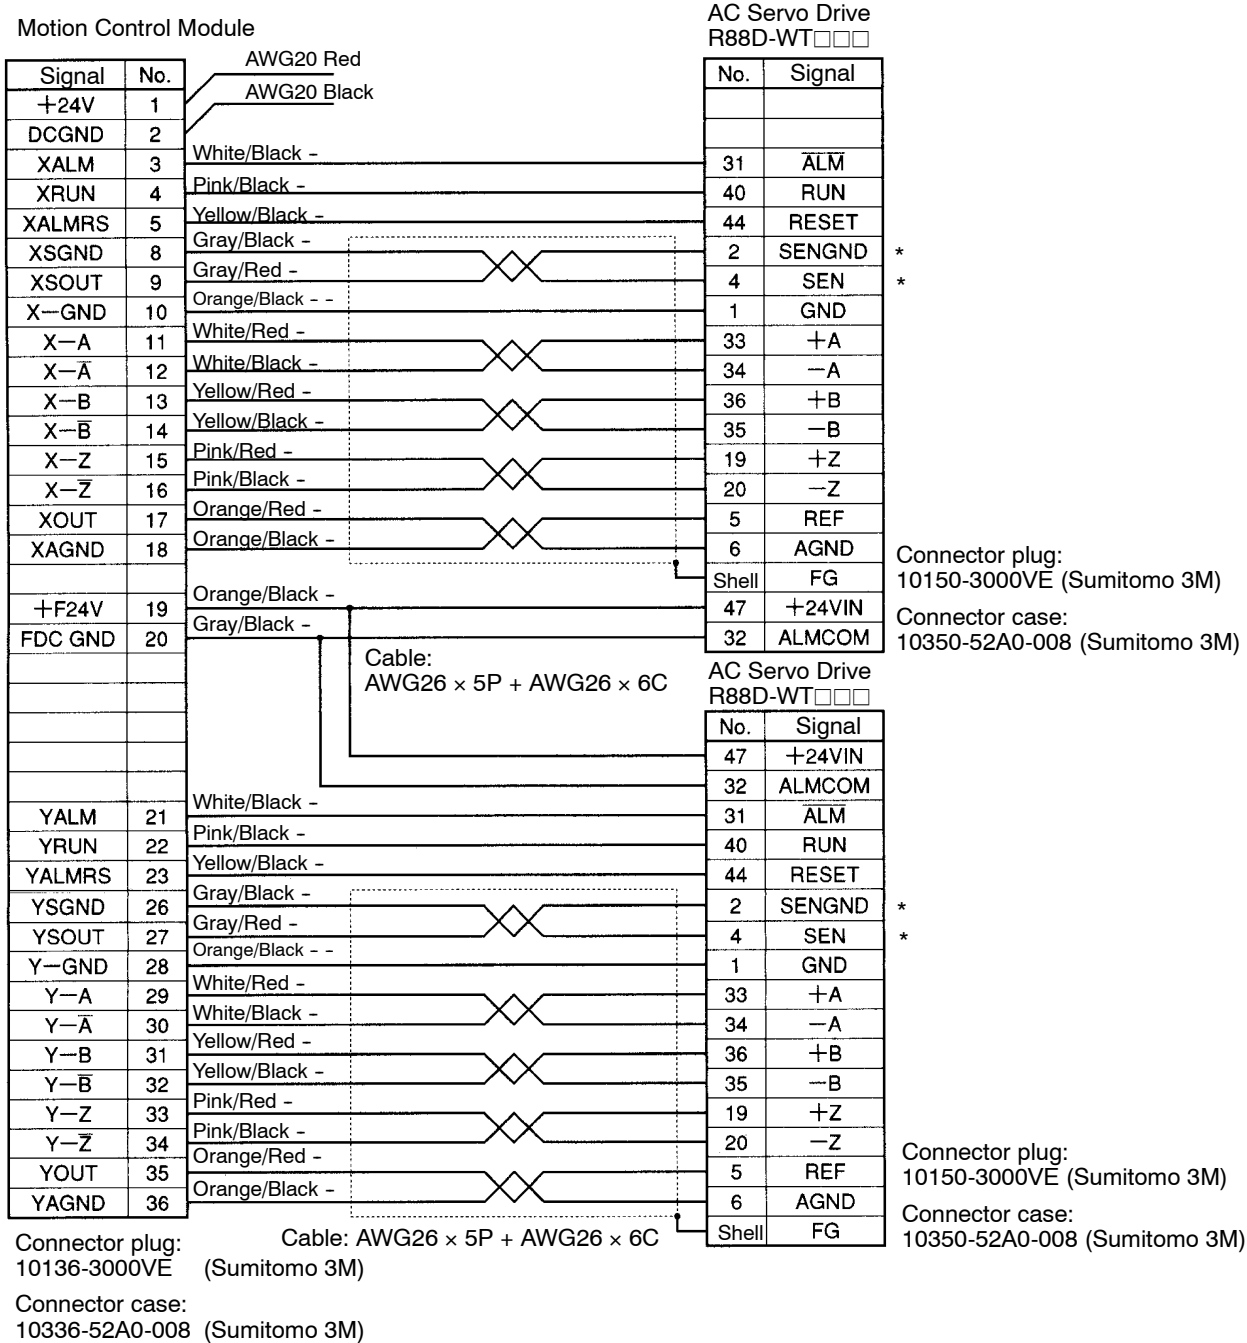 Motion Control Module
AC Servo Drive
R88D-WT□□□
Signal No.
AWG20 Red
AWG20 Black
No. Signal
+24V 1
DCGND 2
XALM 3 White/Black - 31 A̅L̅M̅
XRUN 4 Pink/Black - 40 RUN
XALMRS 5 Yellow/Black - 44 RESET
XSGND 8 Gray/Black - 2 SENGND *
XSOUT 9 Gray/Red - 4 SEN *
X-GND 10 Orange/Black - - 1 GND
X-A 11 White/Red - 33 +A
X-A̅ 12 White/Black - 34 -A
X-B 13 Yellow/Red - 36 +B
X-B̅ 14 Yellow/Black - 35 -B
X-Z 15 Pink/Red - 19 +Z
X-Z̅ 16 Pink/Black - 20 -Z
XOUT 17 Orange/Red - 5 REF
XAGND 18 Orange/Black - 6 AGND
Shell FG
+F24V 19 Orange/Black - 47 +24VIN
FDC GND 20 Gray/Black - 32 ALMCOM
Connector plug:
10150-3000VE (Sumitomo 3M)
Connector case:
10350-52A0-008 (Sumitomo 3M)
Cable:
AWG26 × 5P + AWG26 × 6C
AC Servo Drive
R88D-WT□□□
No. Signal
47 +24VIN
32 ALMCOM
YALM 21 White/Black - 31 A̅L̅M̅
YRUN 22 Pink/Black - 40 RUN
YALMRS 23 Yellow/Black - 44 RESET
YSGND 26 Gray/Black - 2 SENGND *
YSOUT 27 Gray/Red - 4 SEN *
Y-GND 28 Orange/Black - - 1 GND
Y-A 29 White/Red - 33 +A
Y-A̅ 30 White/Black - 34 -A
Y-B 31 Yellow/Red - 36 +B
Y-B̅ 32 Yellow/Black - 35 -B
Y-Z 33 Pink/Red - 19 +Z
Y-Z̅ 34 Pink/Black - 20 -Z
YOUT 35 Orange/Red - 5 REF
YAGND 36 Orange/Black - 6 AGND
Shell FG
Connector plug:
10150-3000VE (Sumitomo 3M)
Connector case:
10350-52A0-008 (Sumitomo 3M)
Cable: AWG26 × 5P + AWG26 × 6C
Connector plug:
10136-3000VE (Sumitomo 3M)
Connector case:
10336-52A0-008 (Sumitomo 3M)